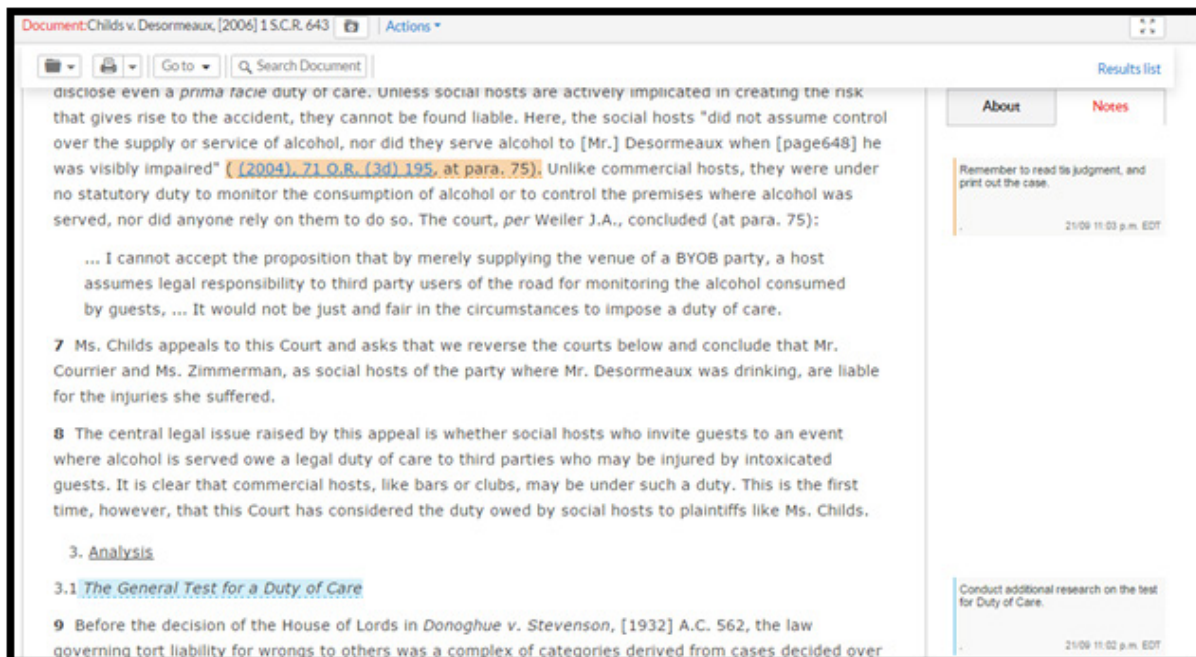 Document:Childs v. Desormeaux, [2006] 1 S.C.R. 643 Actions
Go to Search Document
Results list
About Notes
disclose even a prima facie duty of care. Unless social hosts are actively implicated in creating the risk
that gives rise to the accident, they cannot be found liable. Here, the social hosts "did not assume control
over the supply or service of alcohol, nor did they serve alcohol to [Mr.] Desormeaux when [page648] he
was visibly impaired" ( (2004), 71 O.R. (3d) 195, at para. 75). Unlike commercial hosts, they were under
no statutory duty to monitor the consumption of alcohol or to control the premises where alcohol was
served, nor did anyone rely on them to do so. The court, per Weiler J.A., concluded (at para. 75):
... I cannot accept the proposition that by merely supplying the venue of a BYOB party, a host
assumes legal responsibility to third party users of the road for monitoring the alcohol consumed
by guests, ... It would not be just and fair in the circumstances to impose a duty of care.
7 Ms. Childs appeals to this Court and asks that we reverse the courts below and conclude that Mr.
Courrier and Ms. Zimmerman, as social hosts of the party where Mr. Desormeaux was drinking, are liable
for the injuries she suffered.
8 The central legal issue raised by this appeal is whether social hosts who invite guests to an event
where alcohol is served owe a legal duty of care to third parties who may be injured by intoxicated
guests. It is clear that commercial hosts, like bars or clubs, may be under such a duty. This is the first
time, however, that this Court has considered the duty owed by social hosts to plaintiffs like Ms. Childs.
3. Analysis
3.1 The General Test for a Duty of Care
9 Before the decision of the House of Lords in Donoghue v. Stevenson, [1932] A.C. 562, the law
governing tort liability for wrongs to others was a complex of categories derived from cases decided over
Remember to read tis judgment, and
print out the case.
21/09 11:03 p.m. EDT
Conduct additional research on the test
for Duty of Care.
21/09 11:02 p.m. EDT